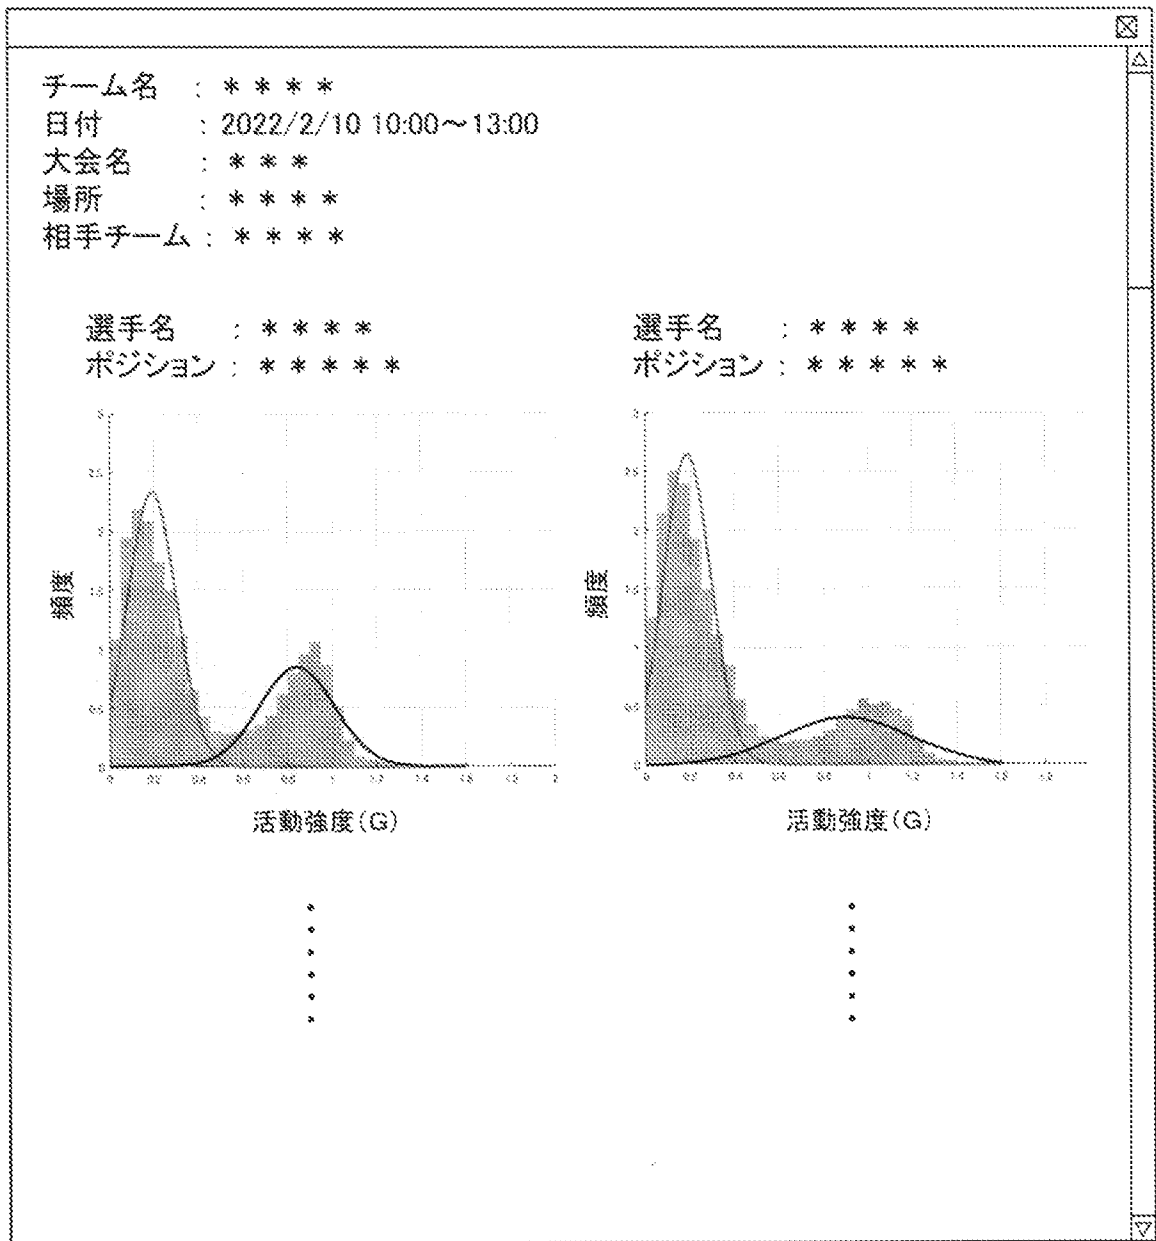 チーム名 : ＊＊＊＊
日付 : 2022/2/10 10:00～13:00
大会名 : ＊＊＊
場所 : ＊＊＊＊
相手チーム : ＊＊＊＊
選手名 : ＊＊＊＊
ポジション : ＊＊＊＊＊
頻度
活動強度(G)
選手名 : ＊＊＊＊
ポジション : ＊＊＊＊＊
頻度
活動強度(G)